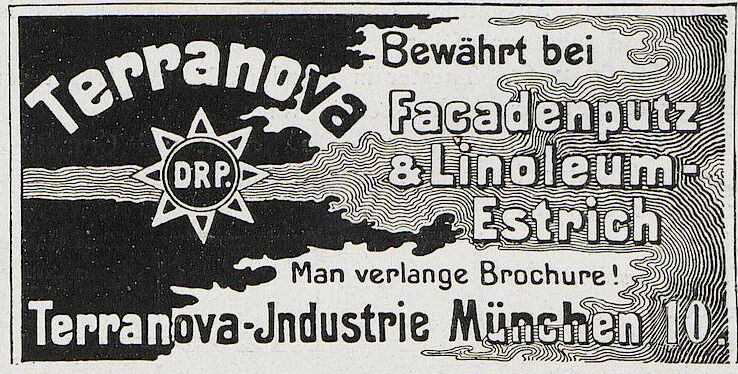 Terranova
DRP.
Bewährt bei
Facadenputz
& Linoleum-
Estrich
Man verlange Brochure!
Terranova-Jndustrie München 10.